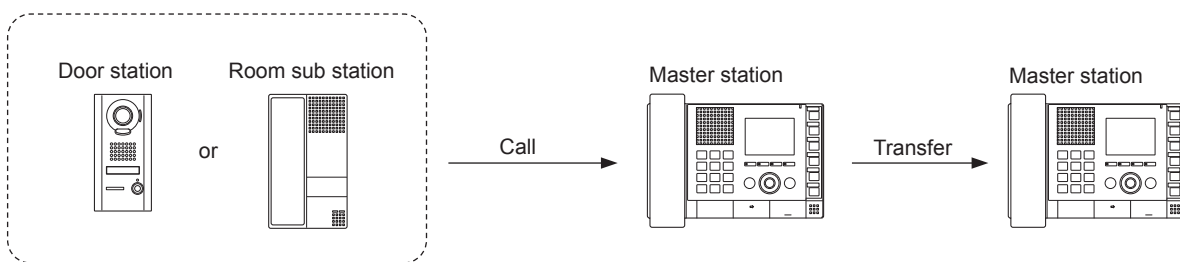 Door station
Room sub station
Master station
Master station
or
Call
Transfer